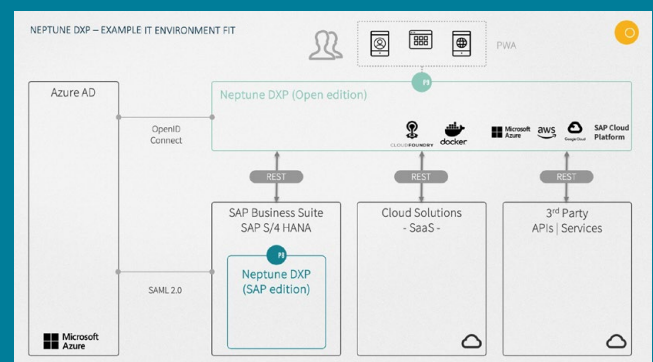 NEPTUNE DXP – EXAMPLE IT ENVIRONMENT FIT
PWA
Azure AD
Neptune DXP (Open edition)
OpenID
Connect
CLOUDFOUNDRY
docker
Microsoft
Azure
aws
Google Cloud
SAP Cloud
Platform
REST
REST
REST
SAP Business Suite
SAP S/4 HANA
Cloud Solutions
- SaaS -
3rd Party
APIs | Services
Neptune DXP
(SAP edition)
SAML 2.0
Microsoft
Azure